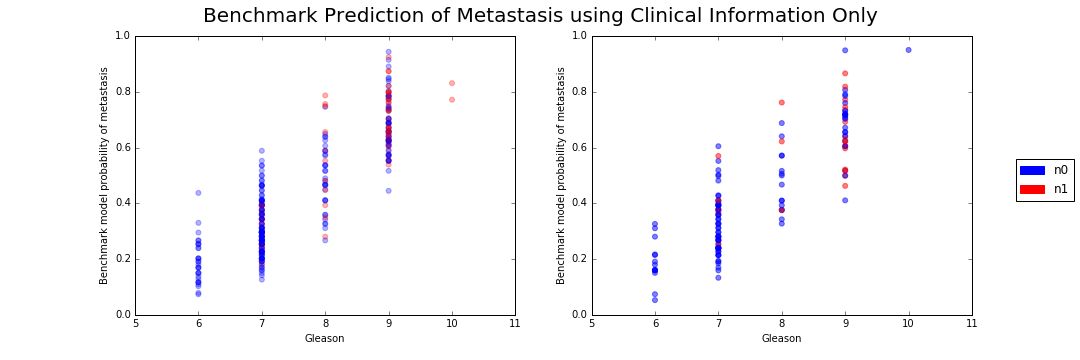 Benchmark Prediction of Metastasis using Clinical Information Only
Benchmark model probability of metastasis
1.0
0.8
0.6
0.4
0.2
0.0
5 6 7 8 9 10 11
Gleason
Benchmark model probability of metastasis
1.0
0.8
0.6
0.4
0.2
0.0
5 6 7 8 9 10 11
Gleason
n0
n1